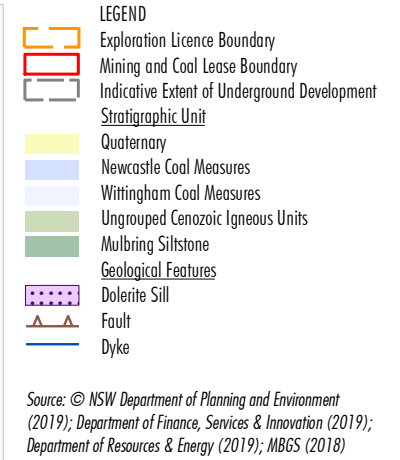 LEGEND
Exploration Licence Boundary
Mining and Coal Lease Boundary
Indicative Extent of Underground Development
Stratigraphic Unit
Quaternary
Newcastle Coal Measures
Wittingham Coal Measures
Ungrouped Cenozoic Igneous Units
Mulbring Siltstone
Geological Features
Dolerite Sill
Fault
Dyke
Source: © NSW Department of Planning and Environment
(2019); Department of Finance, Services & Innovation (2019);
Department of Resources & Energy (2019); MBGS (2018)